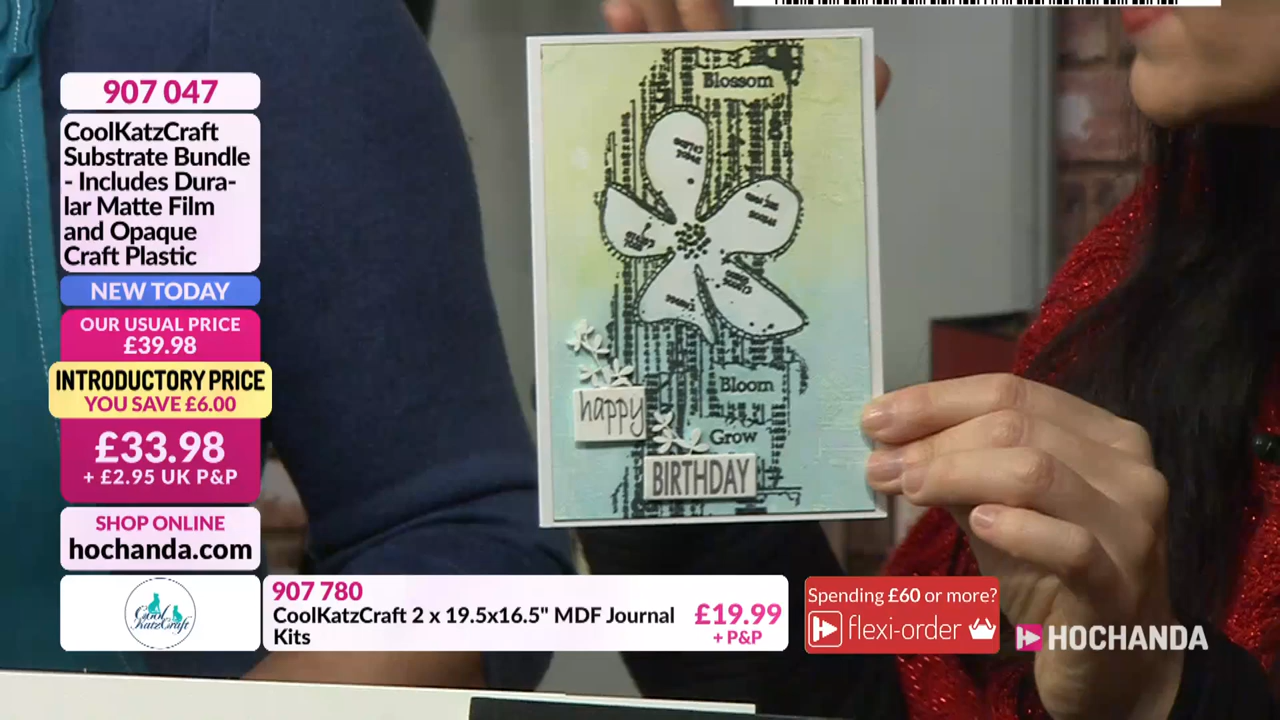 907 047
CoolKatzCraft
Substrate Bundle
- Includes Dura-
lar Matte Film
and Opaque
Craft Plastic
NEW TODAY
OUR USUAL PRICE
£39.98
INTRODUCTORY PRICE
YOU SAVE £6.00
£33.98
+ £2.95 UK P&P
SHOP ONLINE
hochanda.com
Blossom
Bloom
Grow
happy
BIRTHDAY
Cool
KatzCraft
907 780
CoolKatzCraft 2 x 19.5x16.5" MDF Journal
Kits
£19.99
+ P&P
Spending £60 or more?
flexi-order
HOCHANDA